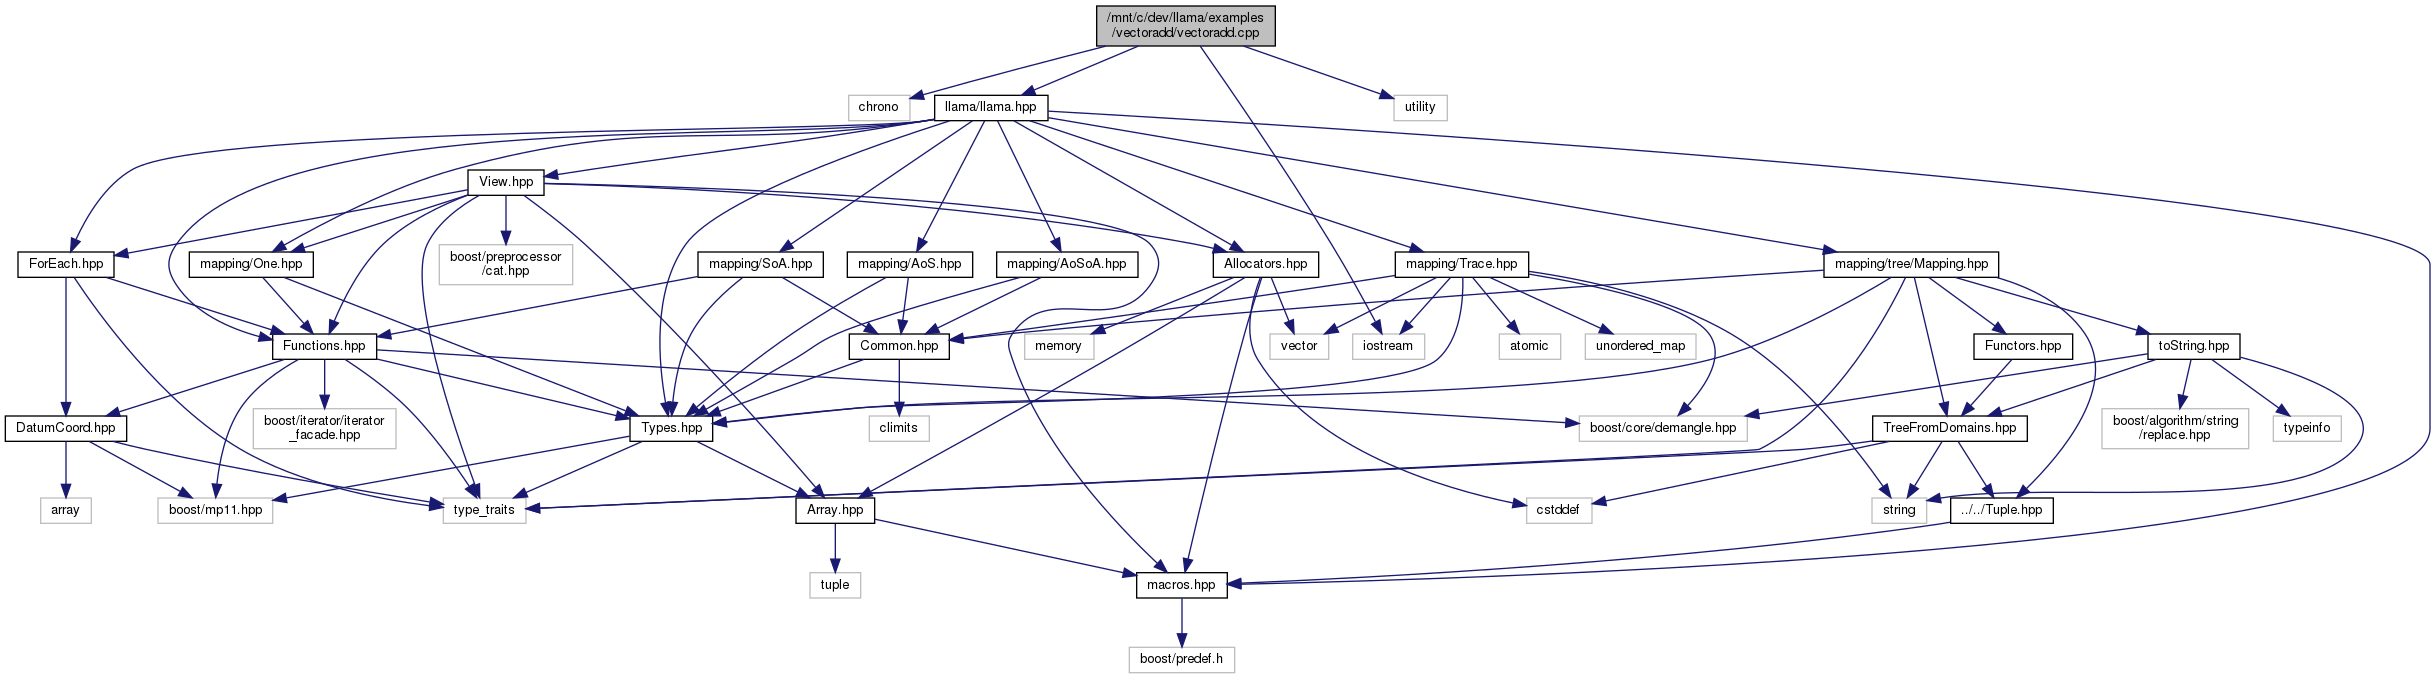 /mnt/c/dev/llama/examples
/vectoradd/vectoradd.cpp
chrono
llama/llama.hpp
utility
View.hpp
ForEach.hpp
mapping/One.hpp
boost/preprocessor
/cat.hpp
mapping/SoA.hpp
mapping/AoS.hpp
mapping/AoSoA.hpp
Allocators.hpp
mapping/Trace.hpp
mapping/tree/Mapping.hpp
Functions.hpp
Common.hpp
memory
vector
iostream
atomic
unordered_map
Functors.hpp
toString.hpp
DatumCoord.hpp
boost/iterator/iterator
_facade.hpp
Types.hpp
climits
boost/core/demangle.hpp
TreeFromDomains.hpp
boost/algorithm/string
/replace.hpp
typeinfo
array
boost/mp11.hpp
type_traits
Array.hpp
cstddef
string
../../Tuple.hpp
tuple
macros.hpp
boost/predef.h